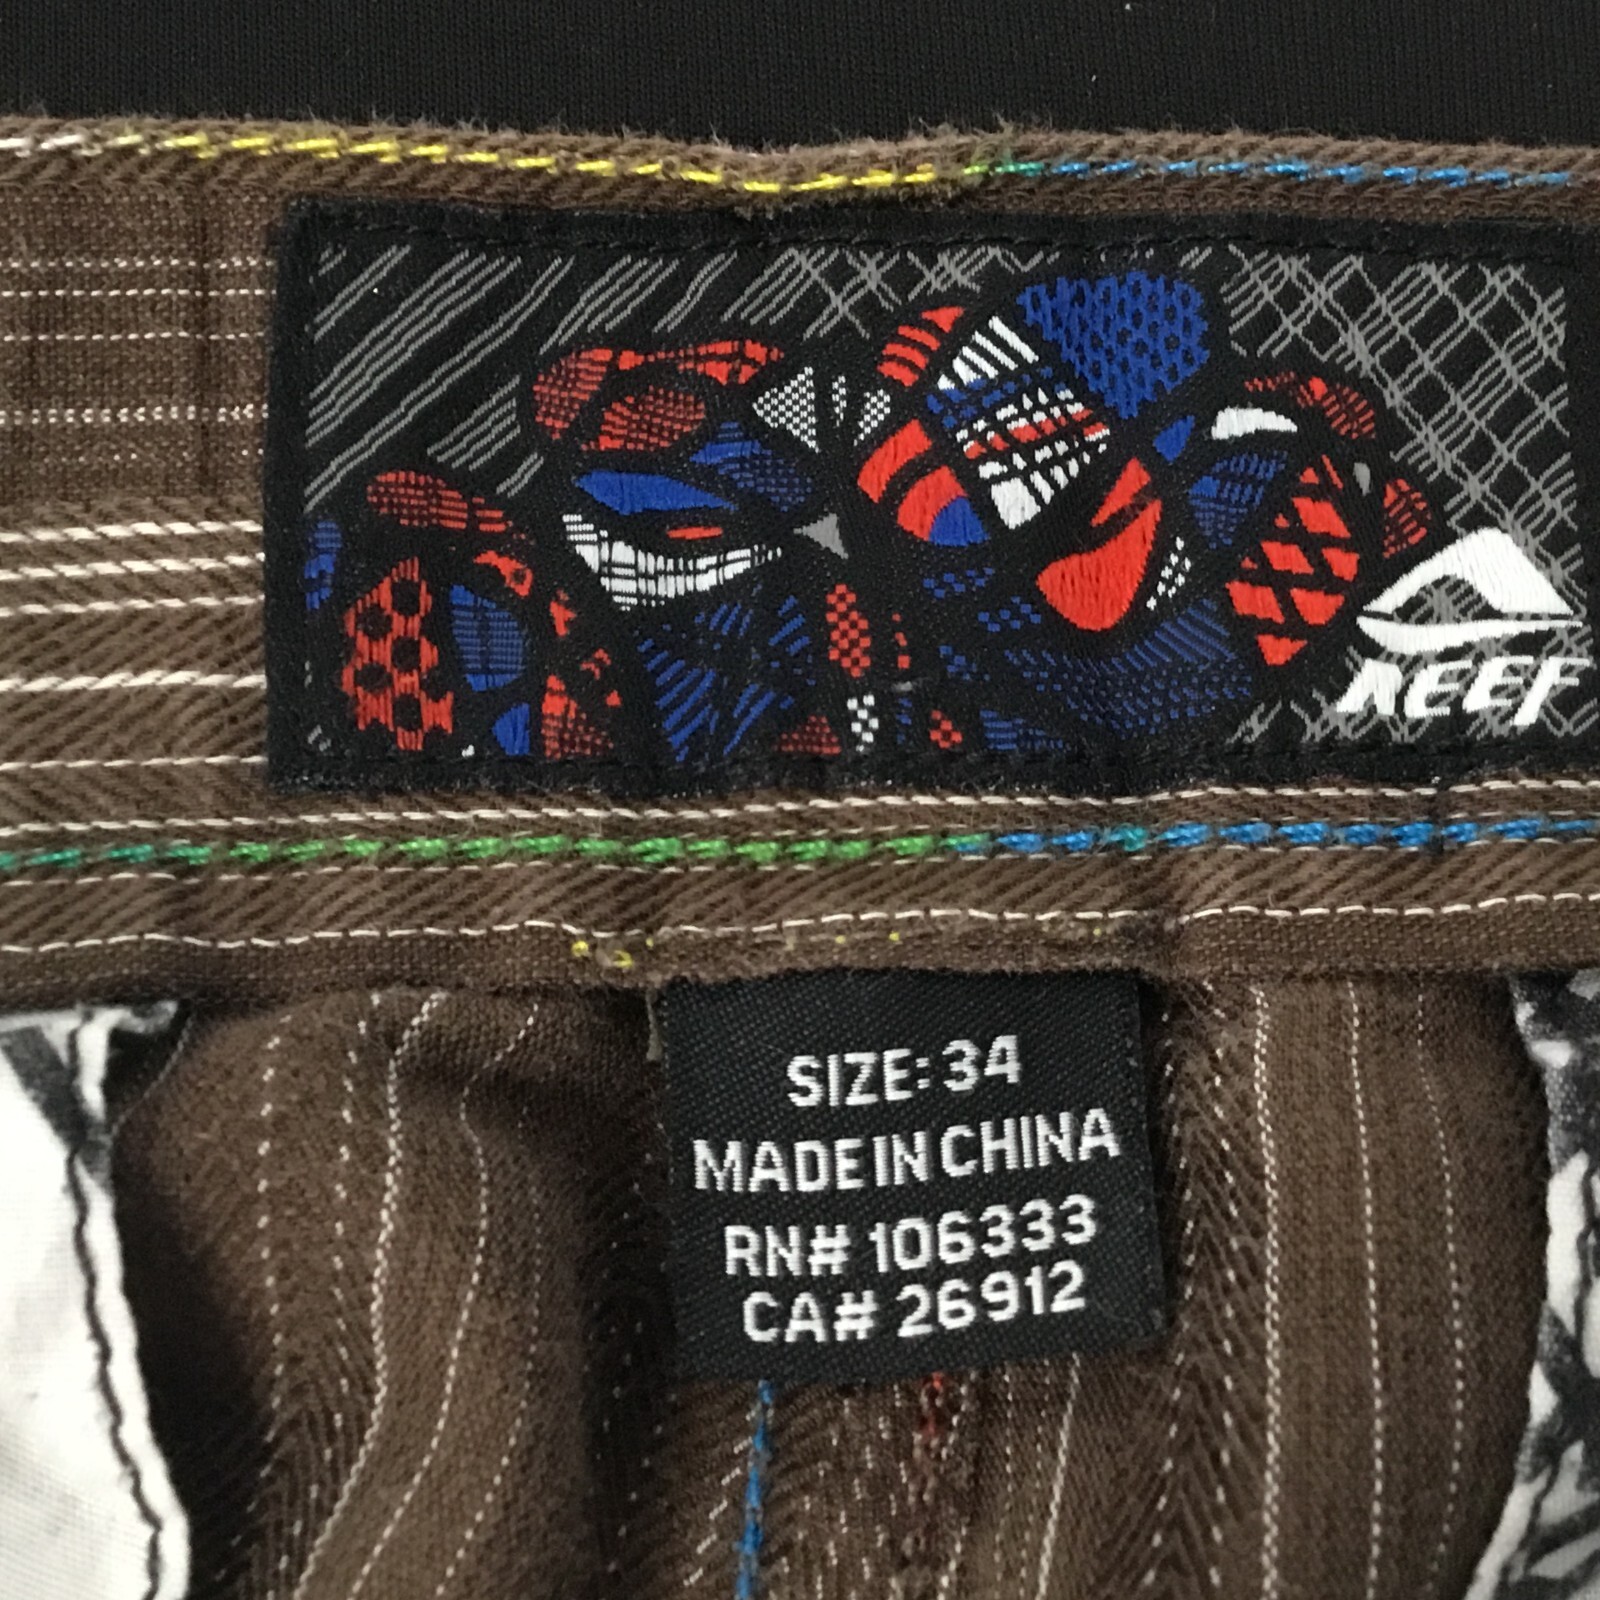 REEF
SIZE: 34
MADE IN CHINA
RN# 106333
CA# 26912